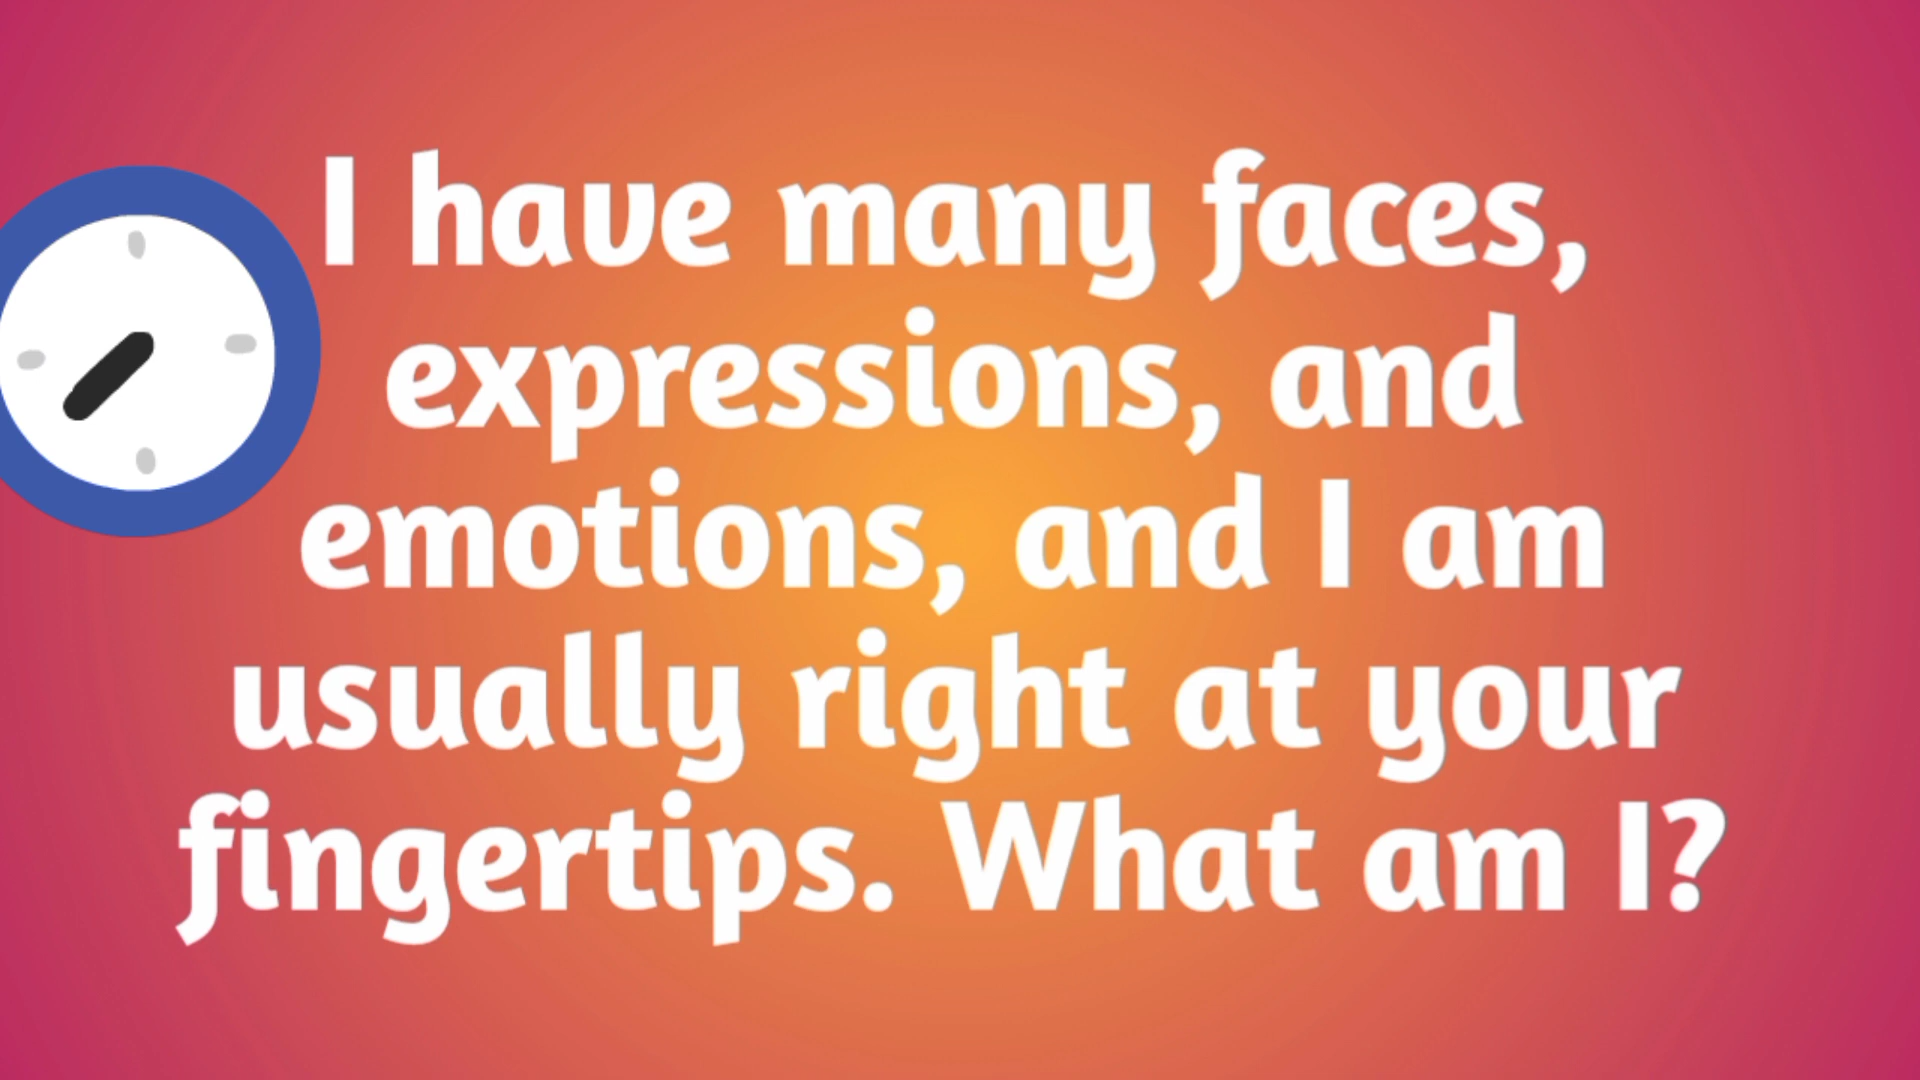 I have many faces,
expressions, and
emotions, and I am
usually right at your
fingertips. What am I?